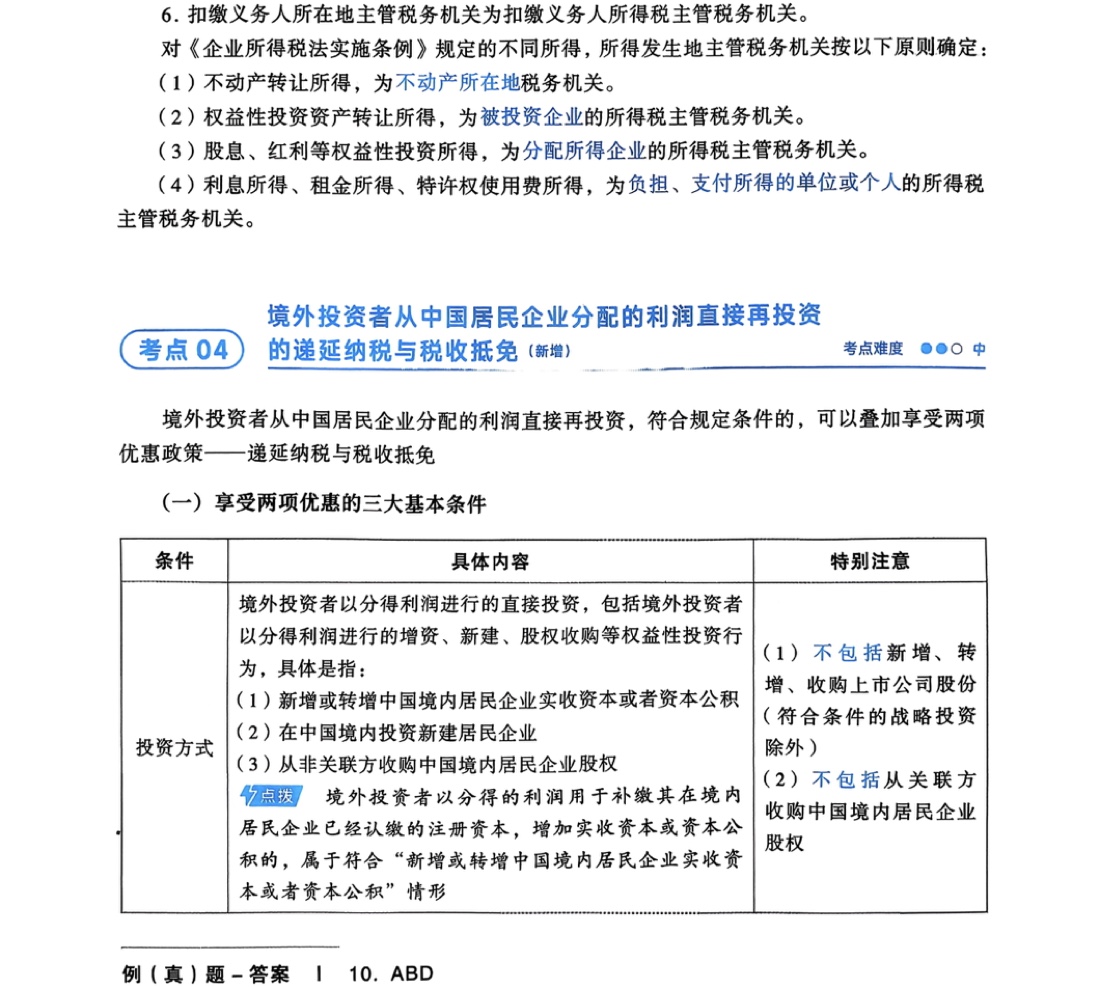 6. 扣缴义务人所在地主管税务机关为扣缴义务人所得税主管税务机关。
对《企业所得税法实施条例》规定的不同所得，所得发生地主管税务机关按以下原则确定：
（1）不动产转让所得，为不动产所在地税务机关。
（2）权益性投资资产转让所得，为被投资企业的所得税主管税务机关。
（3）股息、红利等权益性投资所得，为分配所得企业的所得税主管税务机关。
（4）利息所得、租金所得、特许权使用费所得，为负担、支付所得的单位或个人的所得税
主管税务机关。
考点 04
境外投资者从中国居民企业分配的利润直接再投资
的递延纳税与税收抵免（新增）
考点难度 中
境外投资者从中国居民企业分配的利润直接再投资，符合规定条件的，可以叠加享受两项
优惠政策——递延纳税与税收抵免
（一）享受两项优惠的三大基本条件
条件 具体内容 特别注意
投资方式
境外投资者以分得利润进行的直接投资，包括境外投资者
以分得利润进行的增资、新建、股权收购等权益性投资行
为，具体是指：
（1）新增或转增中国境内居民企业实收资本或者资本公积
（2）在中国境内投资新建居民企业
（3）从非关联方收购中国境内居民企业股权
点拨 境外投资者以分得的利润用于补缴其在境内
居民企业已经认缴的注册资本，增加实收资本或资本公
积的，属于符合“新增或转增中国境内居民企业实收资
本或者资本公积”情形
（1）不包括新增、转
增、收购上市公司股份
（符合条件的战略投资
除外）
（2）不包括从关联方
收购中国境内居民企业
股权
例（真）题－答案 | 10. ABD